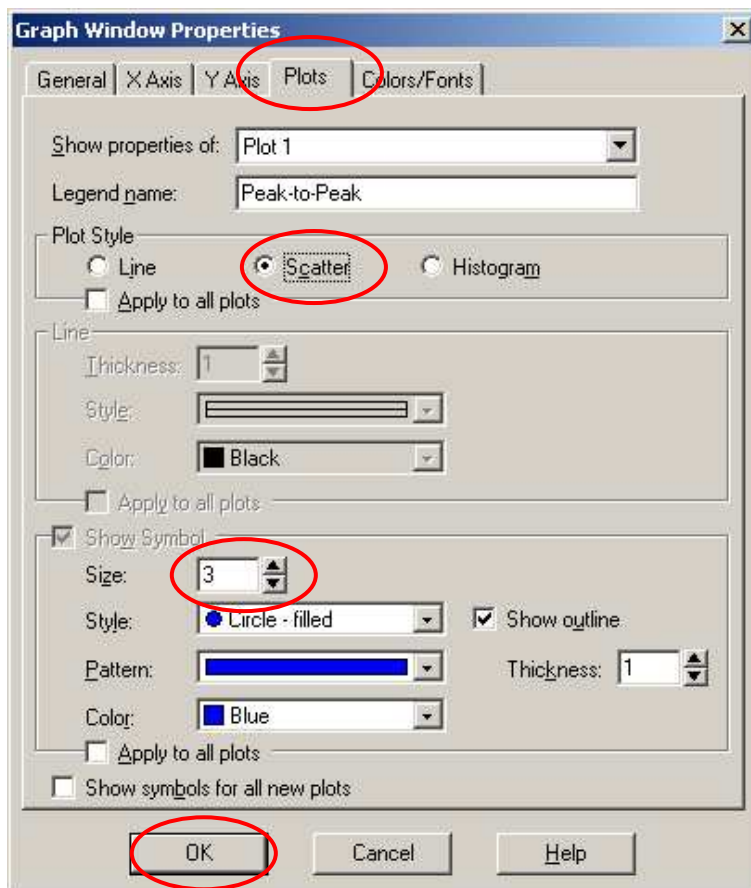 Graph Window Properties
General X Axis Y Axis Plots Colors/Fonts
Show properties of: Plot 1
Legend name: Peak-to-Peak
Plot Style
Line Scatter Histogram
Apply to all plots
Line
Thickness: 1
Style:
Color: Black
Apply to all plots
Show Symbol
Size: 3
Style: Circle - filled Show outline
Pattern: Thickness: 1
Color: Blue
Apply to all plots
Show symbols for all new plots
OK Cancel Help